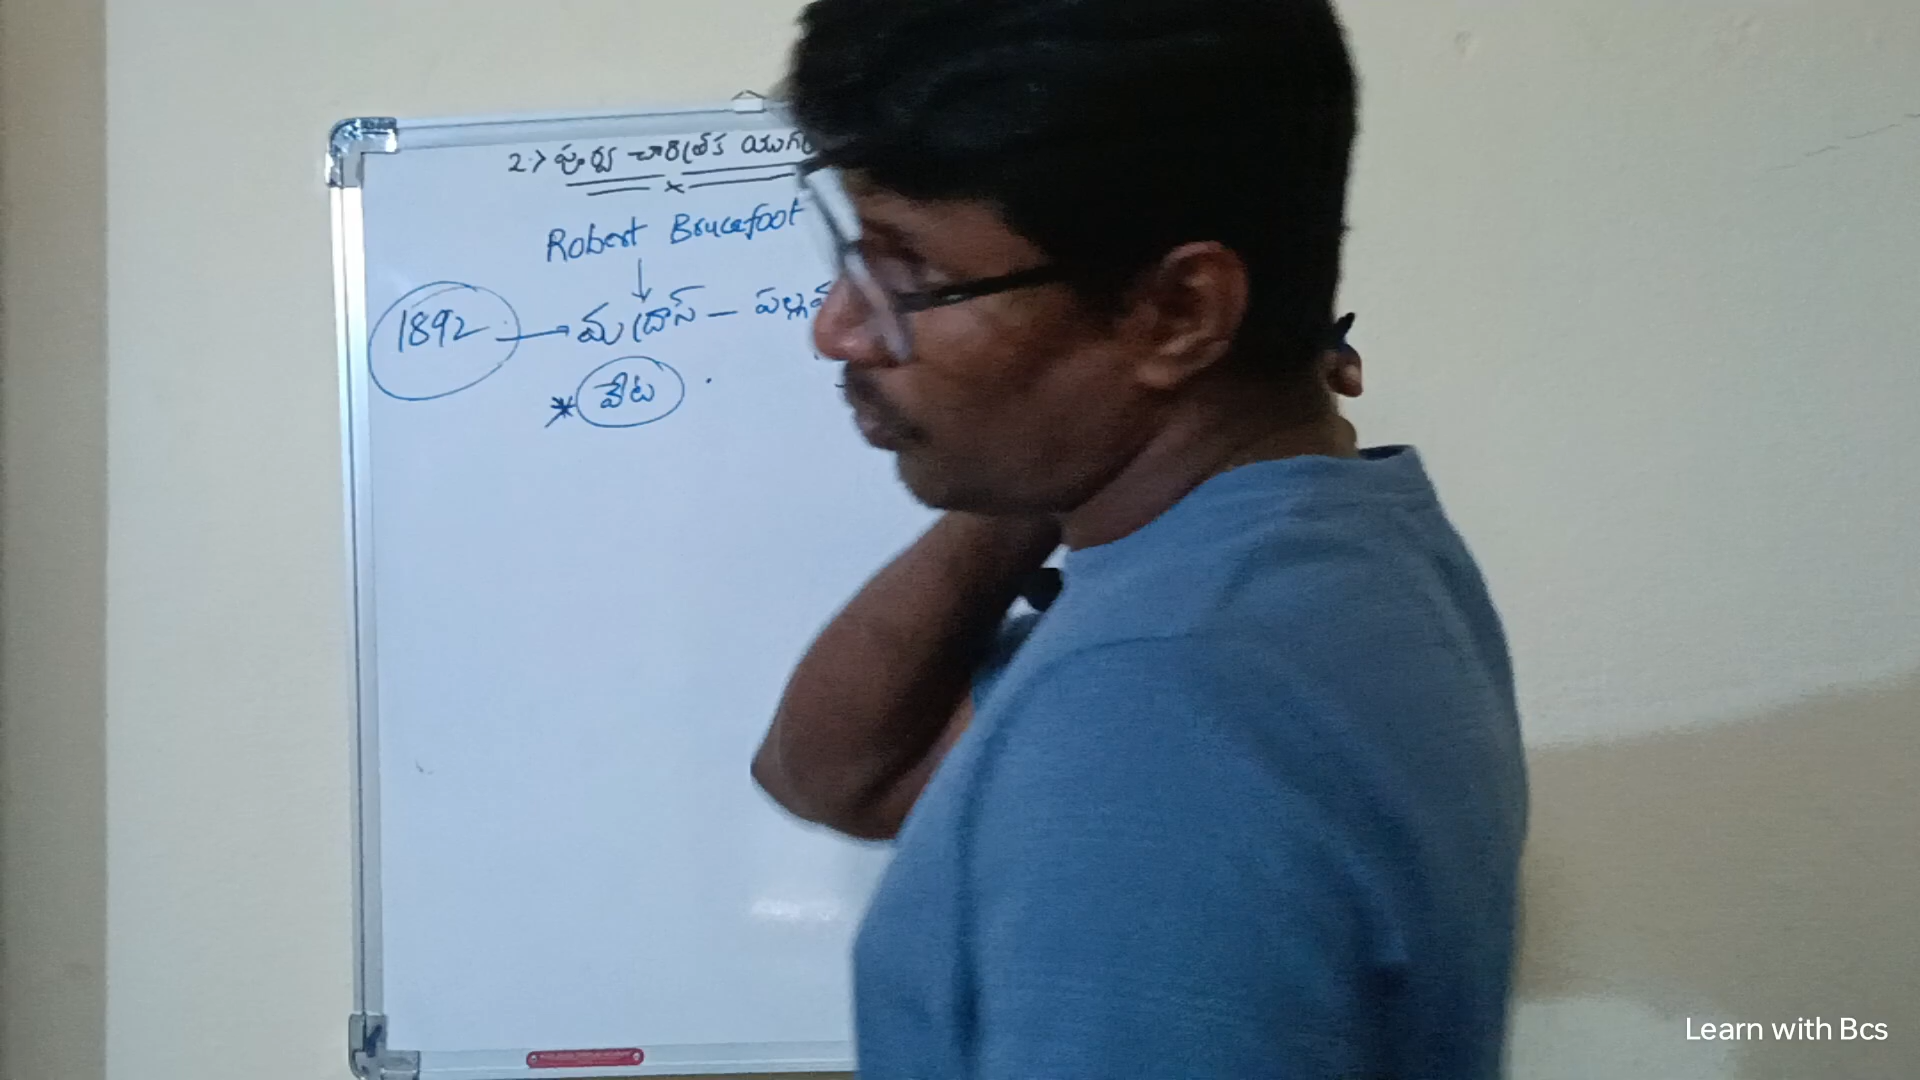 2.> పూర్వ చారిత్రక
Robert Brucefoot
1892 → మద్రాస్ –
* వేట
Learn with Bcs